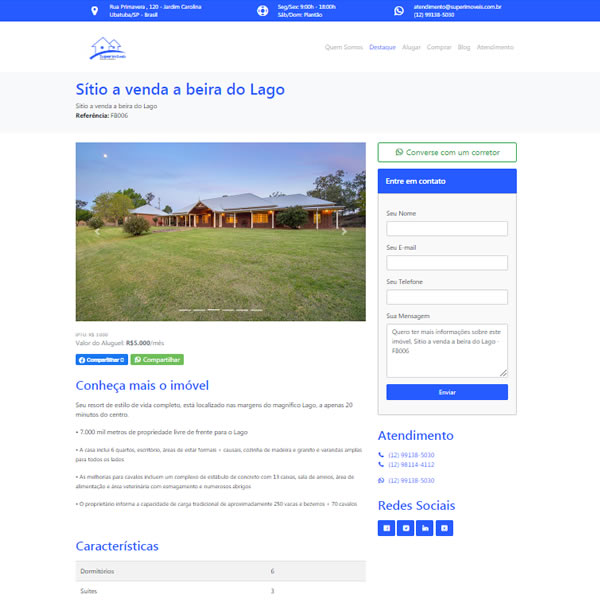 Rua Primavera , 120 - Jardim Carolina
Ubatuba/SP - Brasil
Seg/Sex: 9:00h - 18:00h
Sáb/Dom: Plantão
atendimento@superimoveis.com.br
(12) 99138-5030
Quem Somos Destaque Alugar Comprar Blog Atendimento
Sítio a venda a beira do Lago
Sitio a venda a beira do Lago
Referência: FB006
Valor do Aluguel: R$5.000/mês
Compartilhar
Compartilhar
Conheça mais o imóvel
Seu resort de estilo de vida completo, está localizado nas margens do magnífico Lago, a apenas 20
minutos do centro.
• 7.000 mil metros de propriedade livre de frente para o Lago
• A casa inclui 6 quartos, escritório, áreas de estar formais + causais, cozinha de madeira e granito e varandas amplas
para todos os lados
• As melhorias para cavalos incluem um complexo de estábulo de concreto com 13 caixas, sala de arreios, área de
alimentação e área veterinária com esmagamento e numerosos abrigos
• O proprietário informa a capacidade de carga tradicional de aproximadamente 250 vacas e bezerros + 70 cavalos
Características
Dormitórios 6
Suites 3
Converse com um corretor
Entre em contato
Seu Nome
Seu E-mail
Seu Telefone
Sua Mensagem
Quero ter mais informações sobre este
imóvel, Sitio a venda a beira do Lago -
FB006
Enviar
Atendimento
(12) 99138-5030
(12) 98114-4112
(12) 99138-5030
Redes Sociais